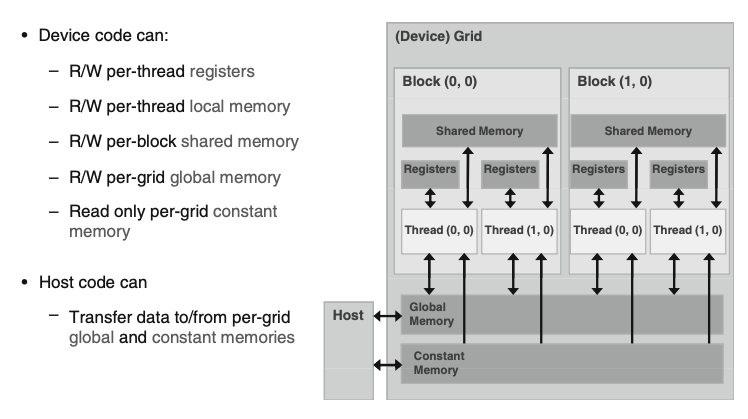 • Device code can:
– R/W per-thread registers
– R/W per-thread local memory
– R/W per-block shared memory
– R/W per-grid global memory
– Read only per-grid constant
memory
• Host code can
– Transfer data to/from per-grid
global and constant memories
(Device) Grid
Block (0, 0)
Shared Memory
Registers
Registers
Thread (0, 0)
Thread (1, 0)
Block (1, 0)
Shared Memory
Registers
Registers
Thread (0, 0)
Thread (1, 0)
Host
Global
Memory
Constant
Memory